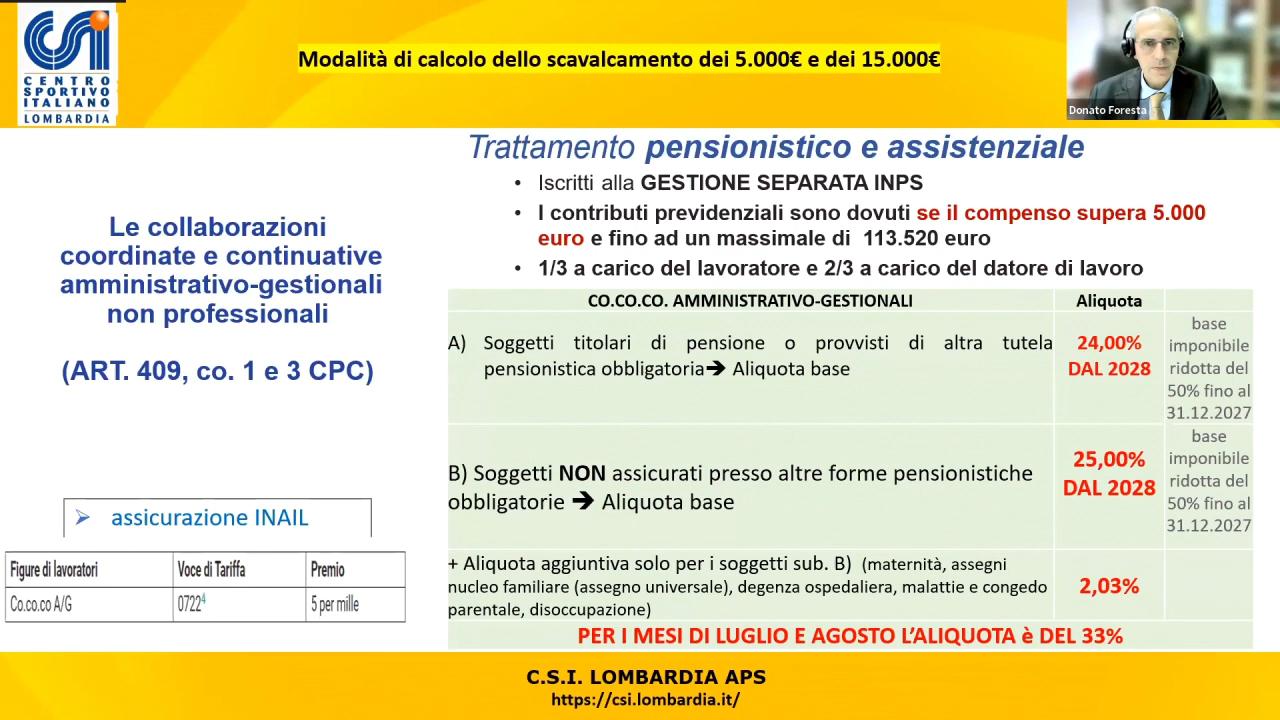 CSI
CENTRO
SPORTIVO
ITALIANO
LOMBARDIA
Modalità di calcolo dello scavalcamento dei 5.000€ e dei 15.000€
Donato Foresta
Trattamento pensionistico e assistenziale
• Iscritti alla GESTIONE SEPARATA INPS
• I contributi previdenziali sono dovuti se il compenso supera 5.000
euro e fino ad un massimale di 113.520 euro
• 1/3 a carico del lavoratore e 2/3 a carico del datore di lavoro
Le collaborazioni
coordinate e continuative
amministrativo-gestionali
non professionali
(ART. 409, co. 1 e 3 CPC)
➢ assicurazione INAIL
Figure di lavoratori Voce di Tariffa Premio
Co.co.co A/G 0722⁴ 5 per mille
CO.CO.CO. AMMINISTRATIVO-GESTIONALI Aliquota
A) Soggetti titolari di pensione o provvisti di altra tutela
pensionistica obbligatoria➔ Aliquota base
24,00%
DAL 2028
base
imponibile
ridotta del
50% fino al
31.12.2027
B) Soggetti NON assicurati presso altre forme pensionistiche
obbligatorie ➔ Aliquota base
25,00%
DAL 2028
base
imponibile
ridotta del
50% fino al
31.12.2027
+ Aliquota aggiuntiva solo per i soggetti sub. B) (maternità, assegni
nucleo familiare (assegno universale), degenza ospedaliera, malattie e congedo
parentale, disoccupazione)
2,03%
PER I MESI DI LUGLIO E AGOSTO L'ALIQUOTA è DEL 33%
C.S.I. LOMBARDIA APS
https://csi.lombardia.it/